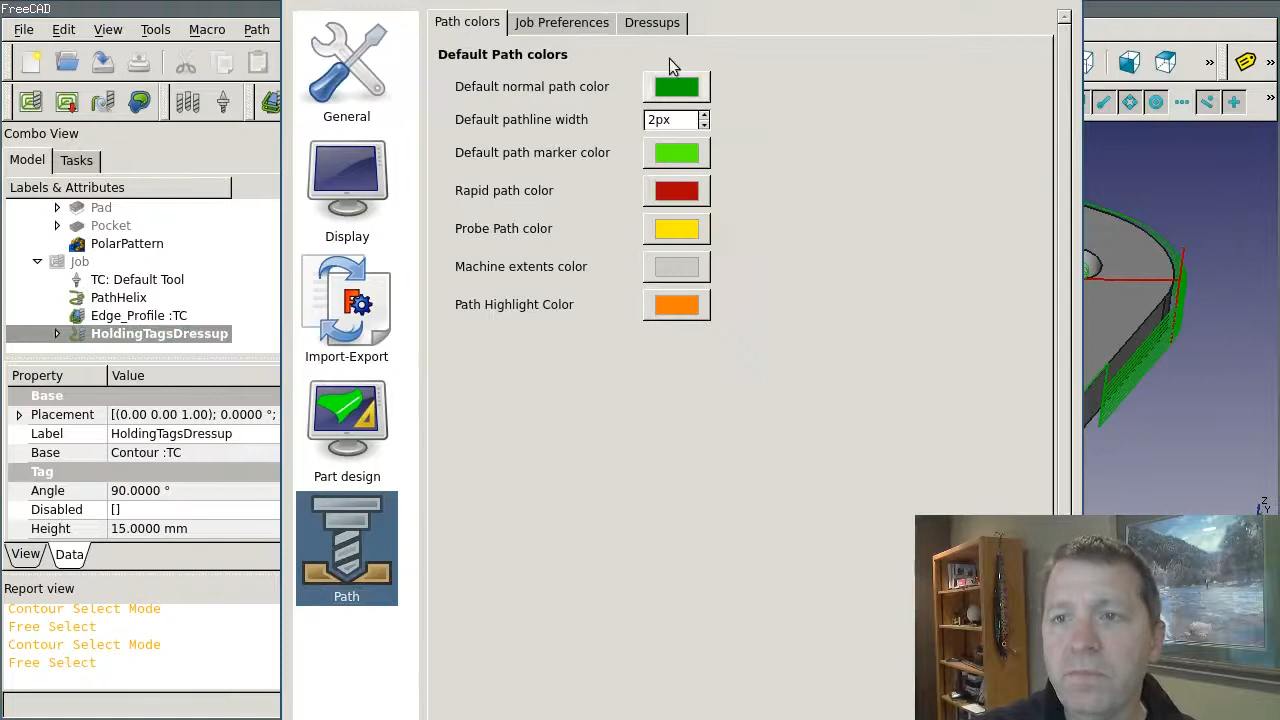 FreeCAD
File Edit View Tools Macro Path
Combo View
Model Tasks
Labels & Attributes
Pad
Pocket
PolarPattern
Job
TC: Default Tool
PathHelix
Edge_Profile :TC
HoldingTagsDressup
Property Value
Base
Placement [(0.00 0.00 1.00); 0.0000 °;
Label HoldingTagsDressup
Base Contour :TC
Tag
Angle 90.0000 °
Disabled []
Height 15.0000 mm
View Data
Report view
Contour Select Mode
Free Select
Contour Select Mode
Free Select
General
Display
Import-Export
Part design
Path
Path colors Job Preferences Dressups
Default Path colors
Default normal path color
Default pathline width 2px
Default path marker color
Rapid path color
Probe Path color
Machine extents color
Path Highlight Color
»
»
Z
Y